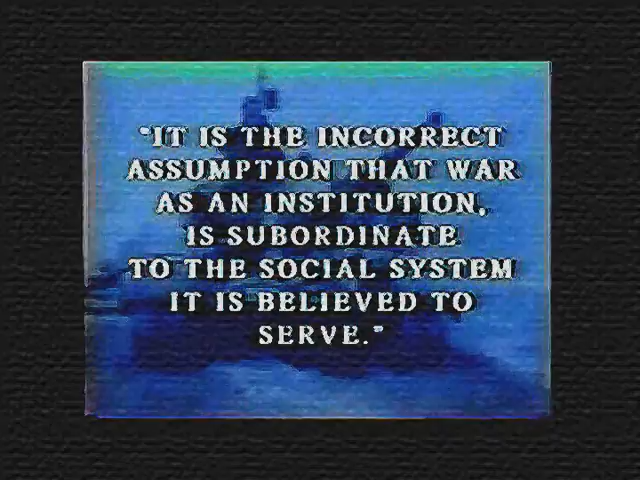 "IT IS THE INCORRECT
ASSUMPTION THAT WAR
AS AN INSTITUTION,
IS SUBORDINATE
TO THE SOCIAL SYSTEM
IT IS BELIEVED TO
SERVE."